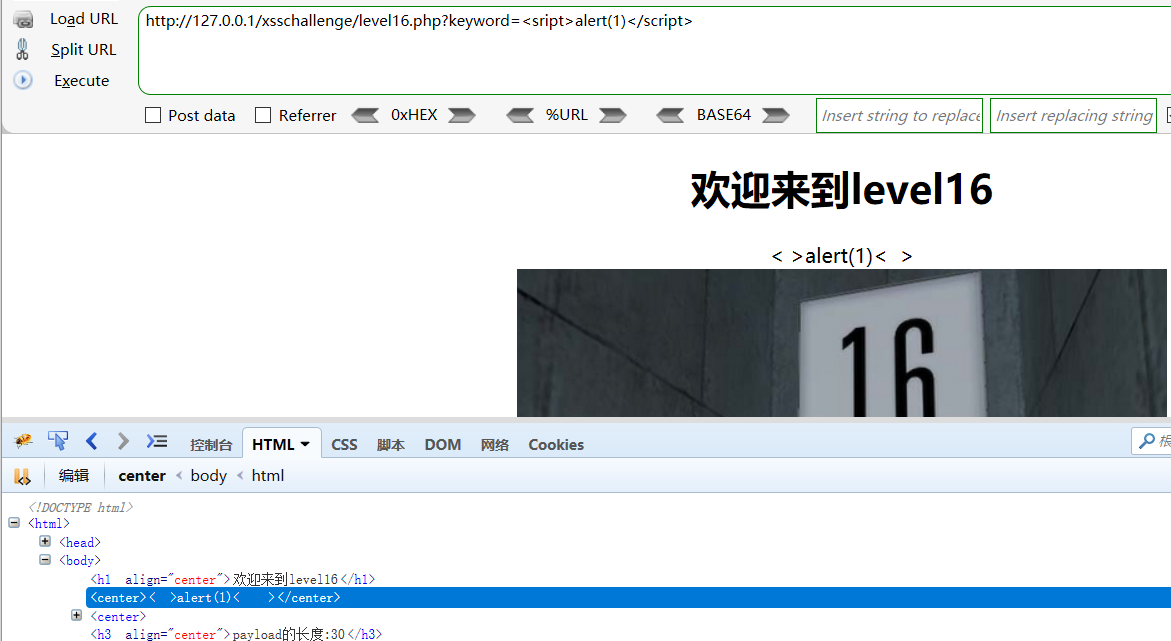 Load URL
http://127.0.0.1/xsschallenge/level16.php?keyword=<sript>alert(1)</script>
Split URL
Execute
Post data Referrer 0xHEX %URL BASE64 Insert string to replace Insert replacing string
欢迎来到level16
< >alert(1)< >
16
控制台 HTML CSS 脚本 DOM 网络 Cookies
编辑 center < body < html
<!DOCTYPE html>
<html>
<head>
<body>
<h1 align="center">欢迎来到level16</h1>
<center>< >alert(1)< ></center>
<center>
<h3 align="center">payload的长度:30</h3>